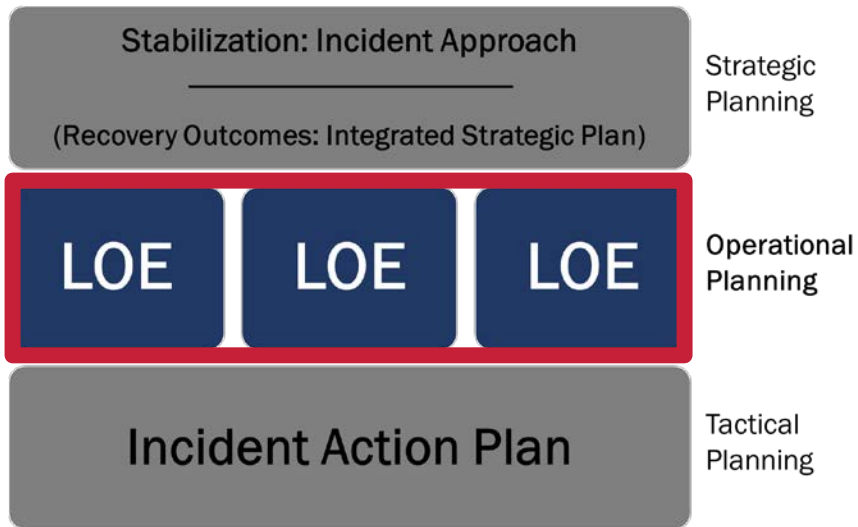 Stabilization: Incident Approach
(Recovery Outcomes: Integrated Strategic Plan)
Strategic
Planning
LOE LOE LOE
Operational
Planning
Incident Action Plan
Tactical
Planning